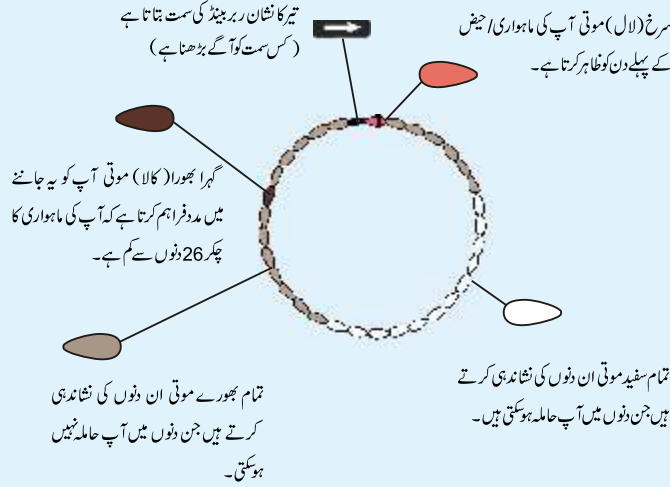 سرخ (لال) موتی آپ کی ماہواری/حیض
کے پہلے دن کو ظاہر کرتا ہے۔
تیر کا نشان ربر بینڈ کی سمت بتاتا ہے
(کس سمت کو آگے بڑھنا ہے)
گہرا بھورا (کالا) موتی آپ کو یہ جاننے
میں مدد فراہم کرتا ہے کہ آپ کی ماہواری کا
چکر 26 دنوں سے کم ہے۔
تمام سفید موتی ان دنوں کی نشاندہی کرتے
ہیں جن دنوں میں آپ حاملہ ہوسکتی ہیں۔
تمام بھورے موتی ان دنوں کی نشاندہی
کرتے ہیں جن دنوں میں آپ حاملہ نہیں
ہوسکتی۔